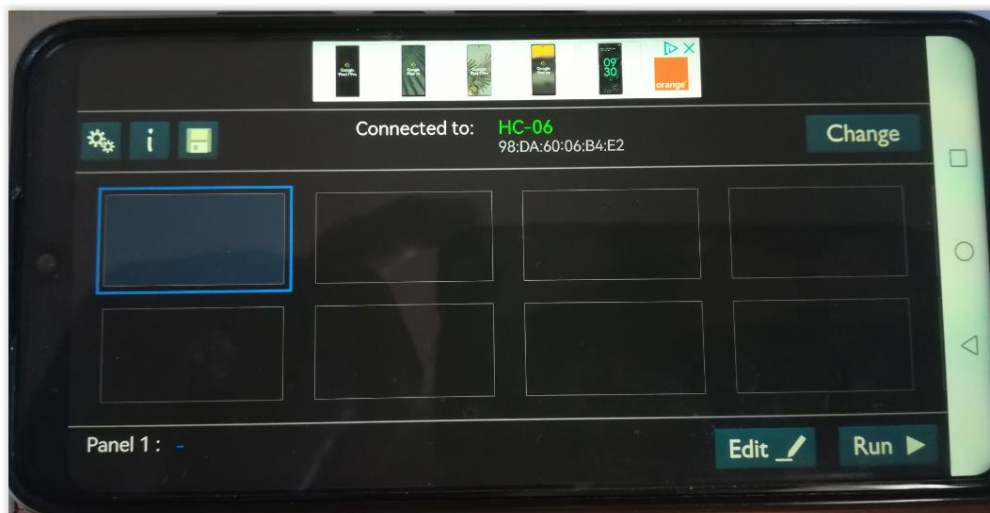 09
30
orange
Connected to: HC-06
98:DA:60:06:B4:E2
i
Change
Panel 1 : -
Edit
Run